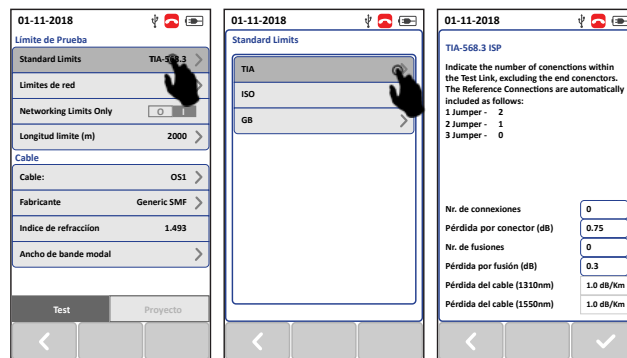 01-11-2018
Límite de Prueba
Standard Limits TIA-568.3
Limites de red
Networking Limits Only O I
Longitud limite (m) 2000
Cable
Cable: OS1
Fabricante Generic SMF
Indice de refracciíon 1.493
Ancho de bande modal
Test Proyecto
01-11-2018
Standard Limits
TIA
ISO
GB
01-11-2018
TIA-568.3 ISP
Indicate the number of conenctions within
the Test Link, excluding the end conenctors.
The Reference Connections are automatically
included as follows:
1 Jumper - 2
2 Jumper - 1
3 Jumper - 0
Nr. de connexiones 0
Pérdida por conector (dB) 0.75
Nr. de fusiones 0
Pérdida por fusión (dB) 0.3
Pérdida del cable (1310nm) 1.0 dB/Km
Pérdida del cable (1550nm) 1.0 dB/Km